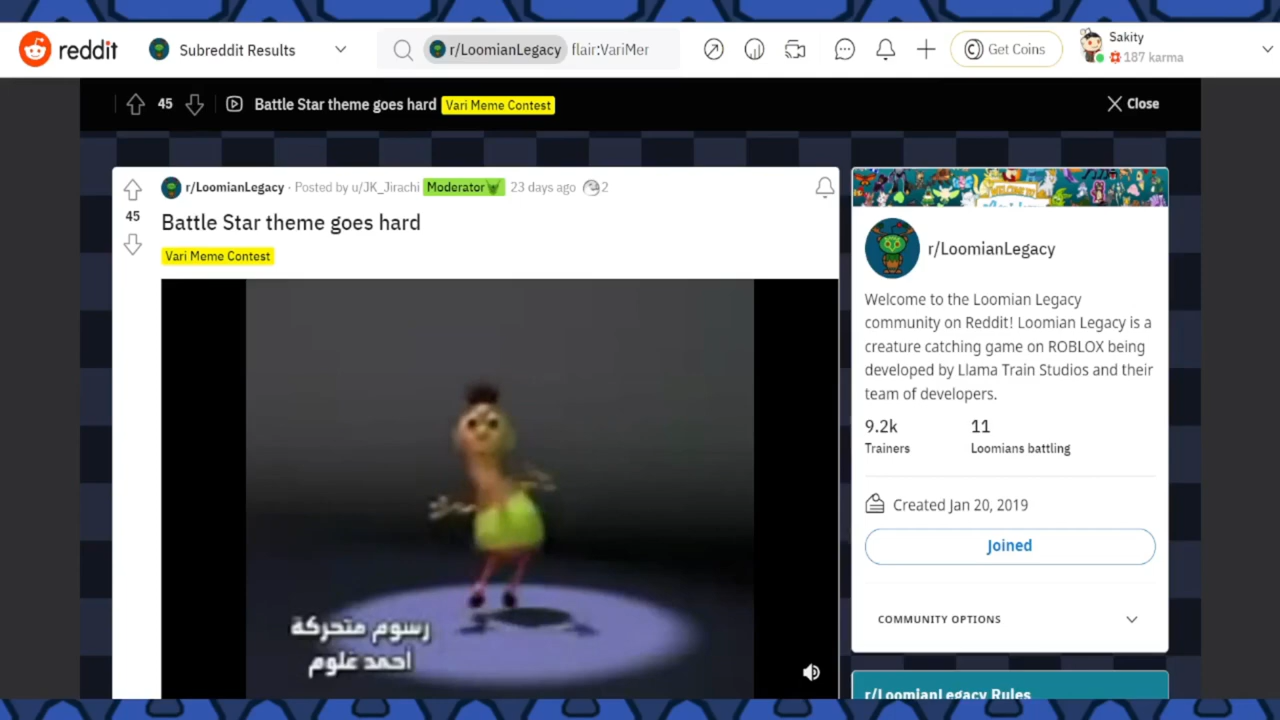 reddit
Subreddit Results
r/LoomianLegacy flair:VariMer
Get Coins
Sakity
187 karma
45 Battle Star theme goes hard Vari Meme Contest
Close
r/LoomianLegacy · Posted by u/JK_Jirachi Moderator 23 days ago 2
45
Battle Star theme goes hard
Vari Meme Contest
رسوم متحركة
احمد علوم
WELCOME TO
r/LoomianLegacy
Welcome to the Loomian Legacy
community on Reddit! Loomian Legacy is a
creature catching game on ROBLOX being
developed by Llama Train Studios and their
team of developers.
9.2k 11
Trainers Loomians battling
Created Jan 20, 2019
Joined
COMMUNITY OPTIONS
r/LoomianLegacy Rules